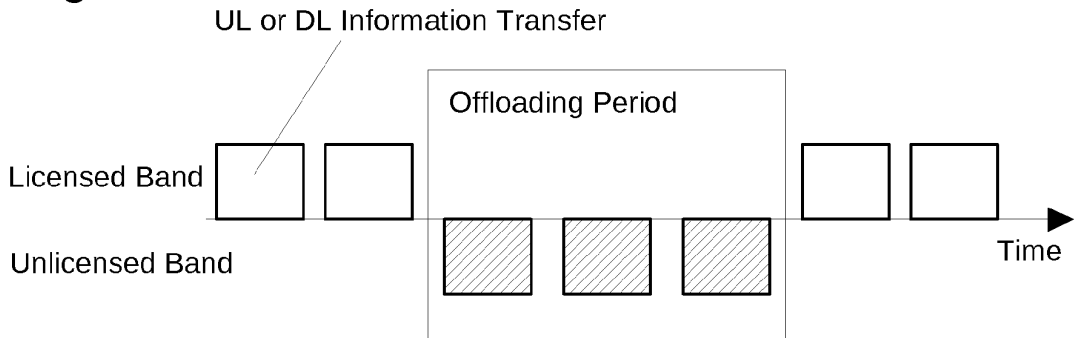 UL or DL Information Transfer
Offloading Period
Licensed Band
Unlicensed Band
Time